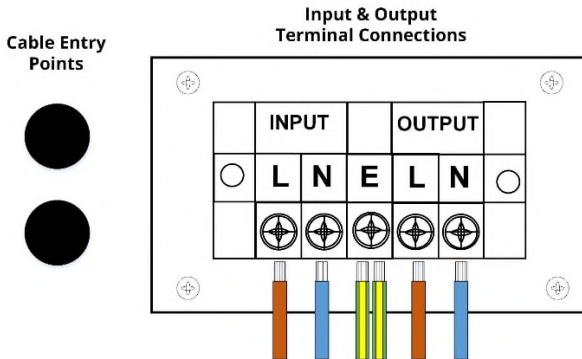 Input & Output
Terminal Connections
Cable Entry
Points
INPUT OUTPUT
L N E L N